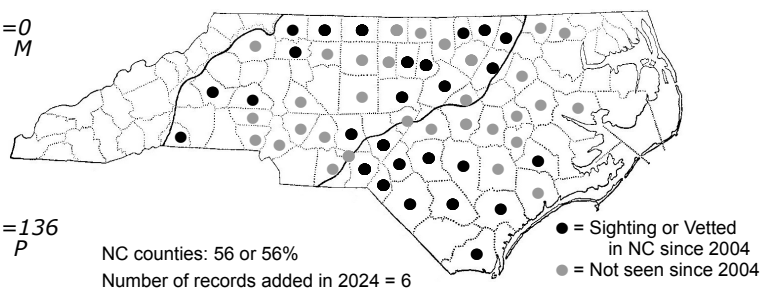 =0
M
=136
P
NC counties: 56 or 56%
Number of records added in 2024 = 6
● = Sighting or Vetted
in NC since 2004
● = Not seen since 2004